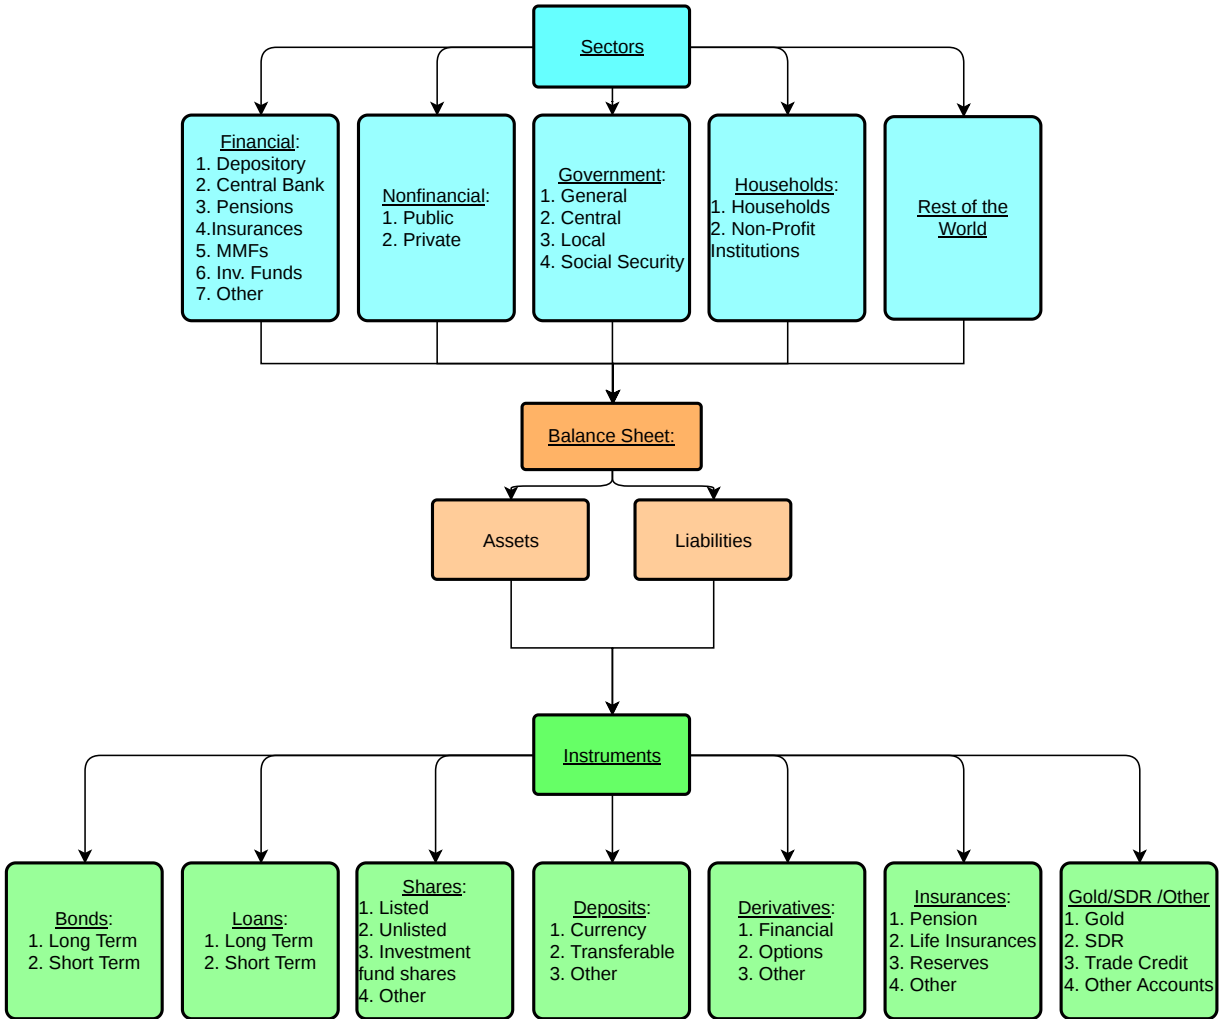 Sectors
Financial:
1. Depository
2. Central Bank
3. Pensions
4.Insurances
5. MMFs
6. Inv. Funds
7. Other
Nonfinancial:
1. Public
2. Private
Government:
1. General
2. Central
3. Local
4. Social Security
Households:
1. Households
2. Non-Profit
Institutions
Rest of the
World
Balance Sheet:
Assets
Liabilities
Instruments
Bonds:
1. Long Term
2. Short Term
Loans:
1. Long Term
2. Short Term
Shares:
1. Listed
2. Unlisted
3. Investment
fund shares
4. Other
Deposits:
1. Currency
2. Transferable
3. Other
Derivatives:
1. Financial
2. Options
3. Other
Insurances:
1. Pension
2. Life Insurances
3. Reserves
4. Other
Gold/SDR /Other
1. Gold
2. SDR
3. Trade Credit
4. Other Accounts